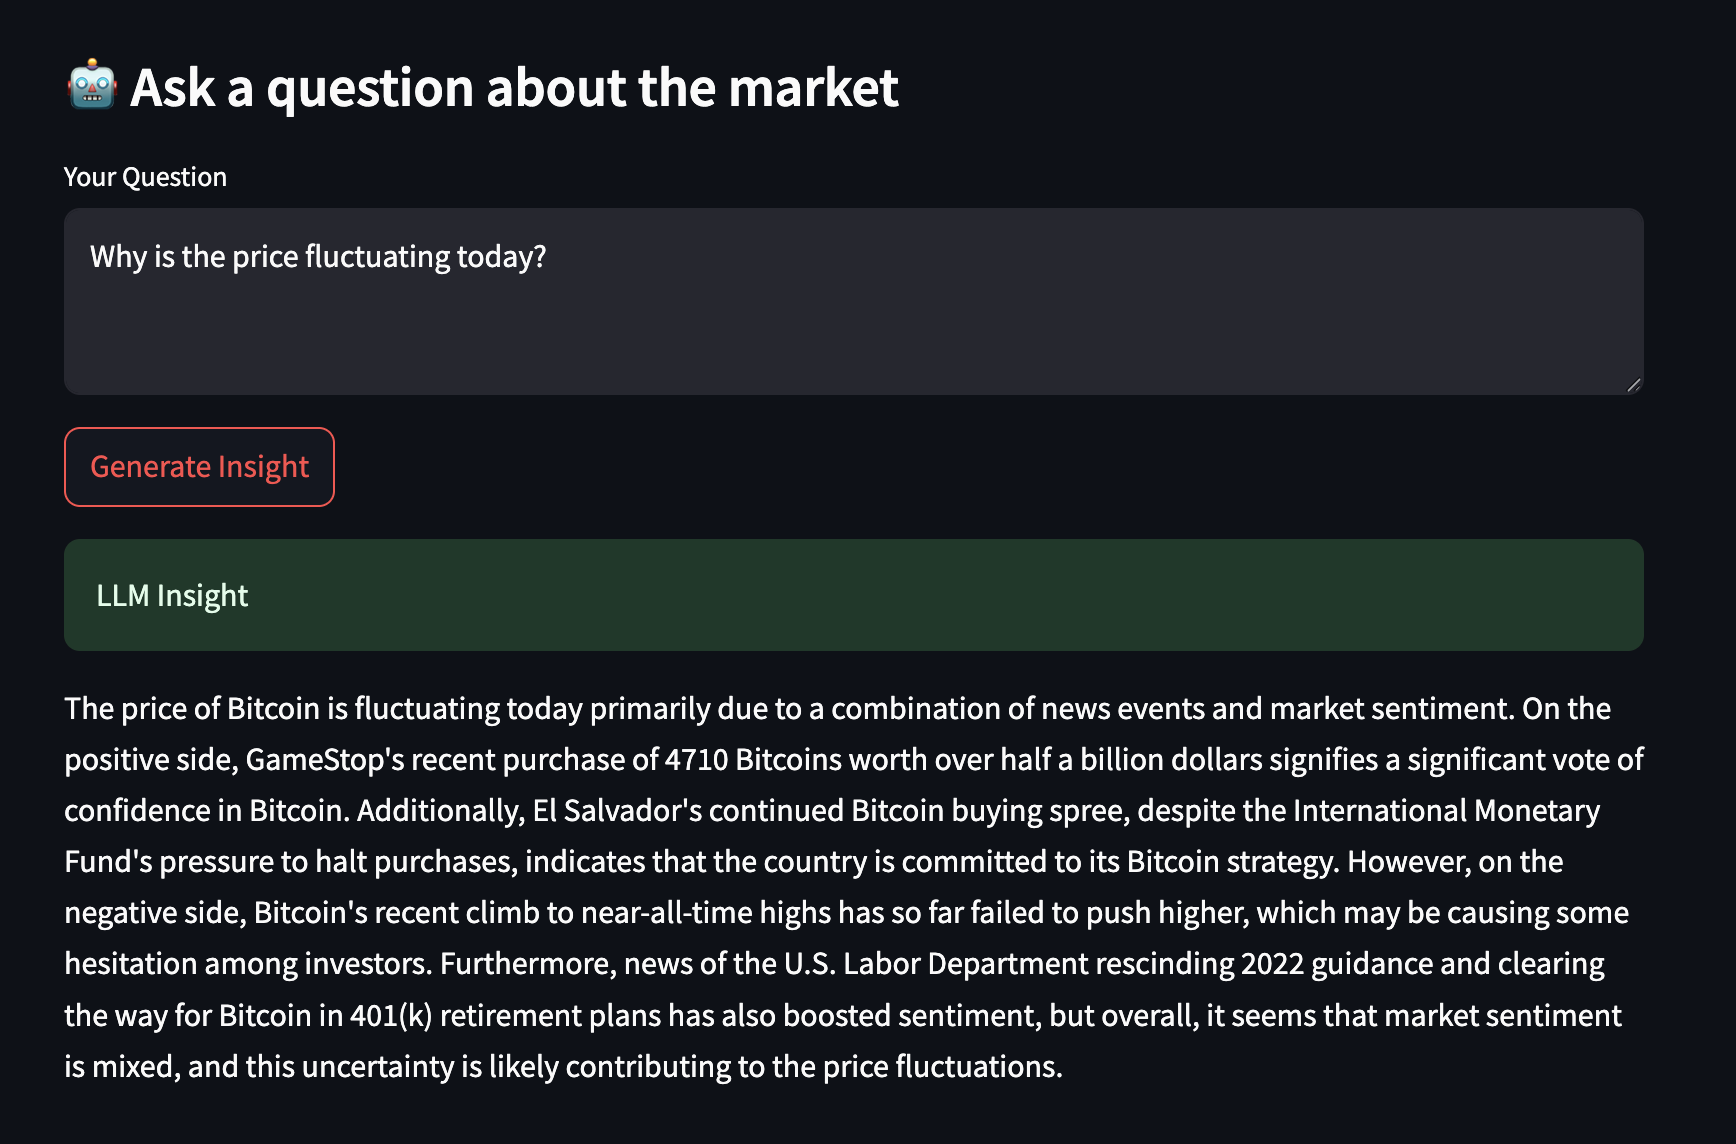 🤖 Ask a question about the market
Your Question
Why is the price fluctuating today?
Generate Insight
LLM Insight
The price of Bitcoin is fluctuating today primarily due to a combination of news events and market sentiment. On the
positive side, GameStop's recent purchase of 4710 Bitcoins worth over half a billion dollars signifies a significant vote of
confidence in Bitcoin. Additionally, El Salvador's continued Bitcoin buying spree, despite the International Monetary
Fund's pressure to halt purchases, indicates that the country is committed to its Bitcoin strategy. However, on the
negative side, Bitcoin's recent climb to near-all-time highs has so far failed to push higher, which may be causing some
hesitation among investors. Furthermore, news of the U.S. Labor Department rescinding 2022 guidance and clearing
the way for Bitcoin in 401(k) retirement plans has also boosted sentiment, but overall, it seems that market sentiment
is mixed, and this uncertainty is likely contributing to the price fluctuations.